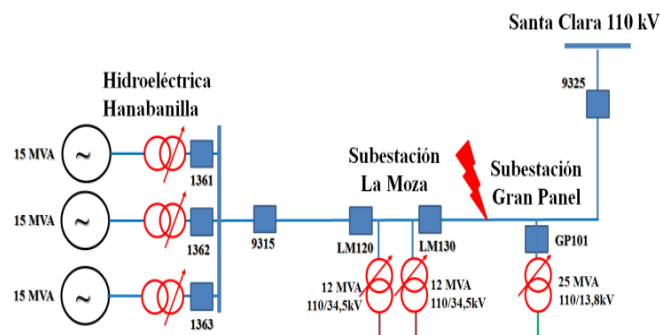 Santa Clara 110 kV
9325
Hidroeléctrica
Hanabanilla
15 MVA
~
1361
Subestación
La Moza
Subestación
Gran Panel
15 MVA
~
1362
9315
LM120
LM130
GP101
15 MVA
~
1363
12 MVA
110/34,5kV
12 MVA
110/34,5kV
25 MVA
110/13,8kV